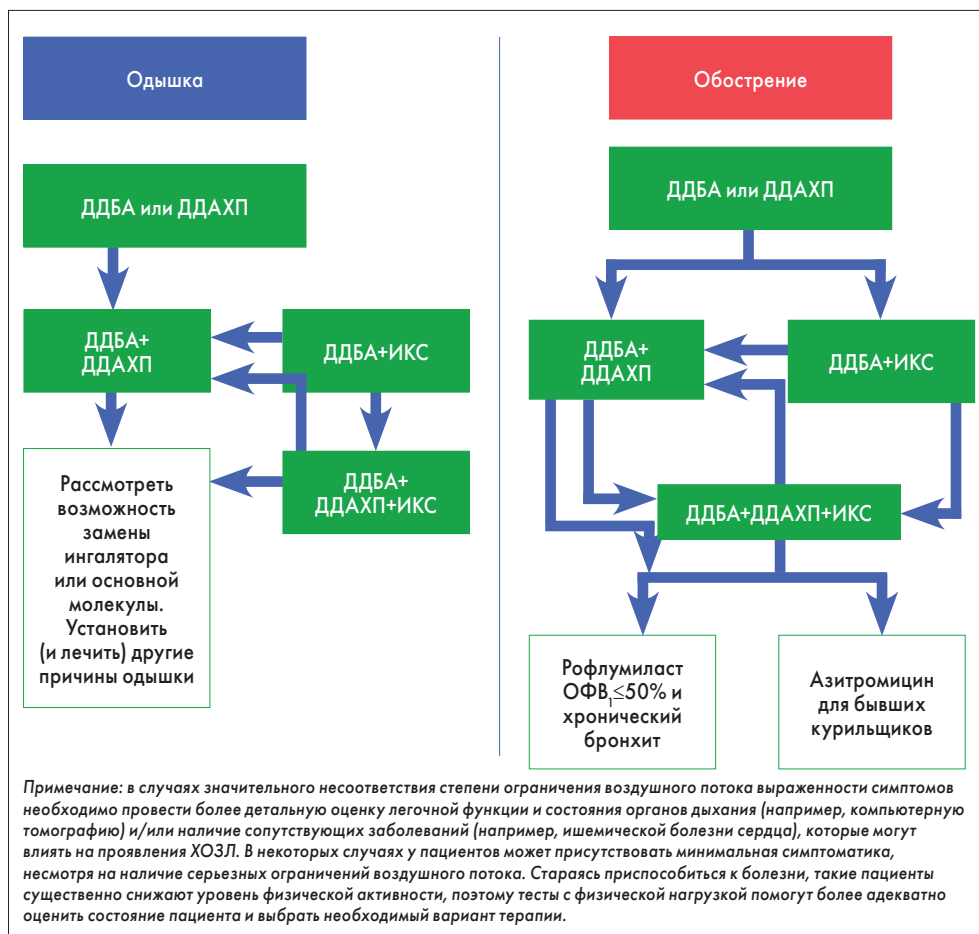 Одышка
ДДБА или ДДАХП
ДДБА+
ДДАХП
ДДБА+ИКС
ДДБА+
ДДАХП+ИКС
Рассмотреть
возможность
замены
ингалятора
или основной
молекулы.
Установить
(и лечить) другие
причины одышки
Обострение
ДДБА или ДДАХП
ДДБА+
ДДАХП
ДДБА+ИКС
ДДБА+ДДАХП+ИКС
Рофлумиласт
ОФВ₁≤50% и
хронический
бронхит
Азитромицин
для бывших
курильщиков
Примечание: в случаях значительного несоответствия степени ограничения воздушного потока выраженности симптомов
необходимо провести более детальную оценку легочной функции и состояния органов дыхания (например, компьютерную
томографию) и/или наличие сопутствующих заболеваний (например, ишемической болезни сердца), которые могут
влиять на проявления ХОЗЛ. В некоторых случаях у пациентов может присутствовать минимальная симптоматика,
несмотря на наличие серьезных ограничений воздушного потока. Стараясь приспособиться к болезни, такие пациенты
существенно снижают уровень физической активности, поэтому тесты с физической нагрузкой помогут более адекватно
оценить состояние пациента и выбрать необходимый вариант терапии.